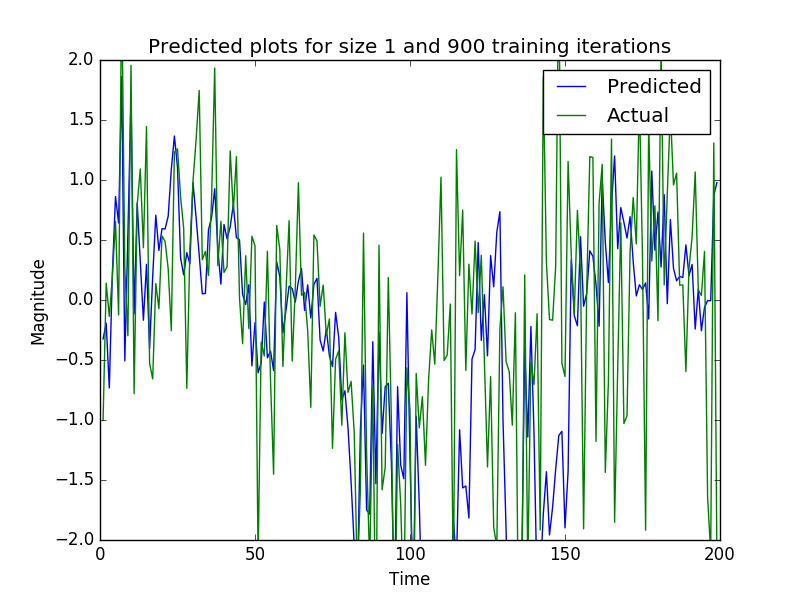 Predicted plots for size 1 and 900 training iterations
Predicted
Actual
2.0
1.5
1.0
0.5
0.0
−0.5
−1.0
−1.5
−2.0
Magnitude
0 50 100 150 200
Time